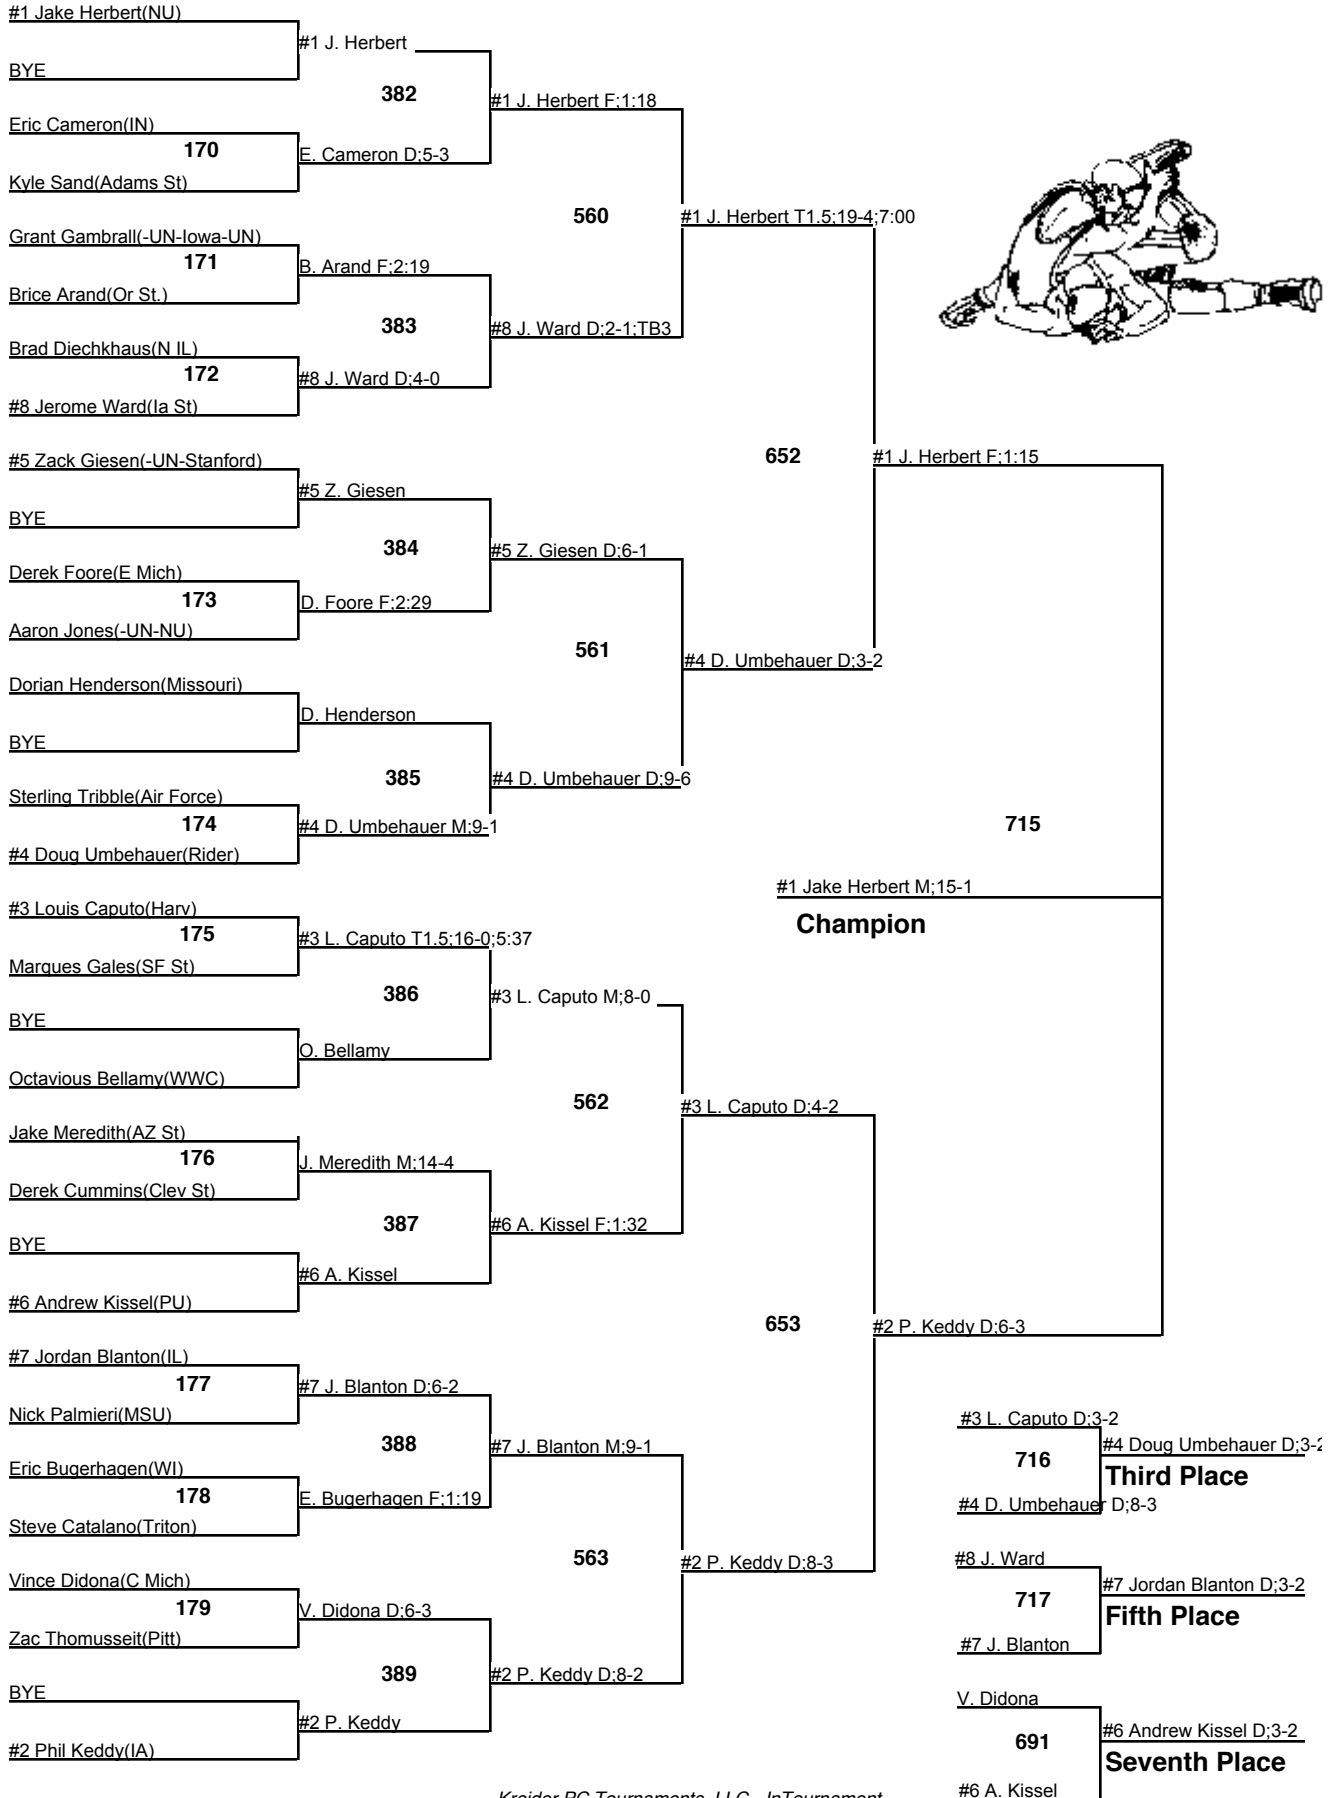 #1 Jake Herbert(NU)
BYE
Eric Cameron(IN)
170
Kyle Sand(Adams St)
Grant Gambrall(-UN-Iowa-UN)
171
Brice Arand(Or St.)
Brad Diechkhaus(N IL)
172
#8 Jerome Ward(Ia St)
#5 Zack Giesen(-UN-Stanford)
BYE
Derek Foore(E Mich)
173
Aaron Jones(-UN-NU)
Dorian Henderson(Missouri)
BYE
Sterling Tribble(Air Force)
174
#4 Doug Umbehauer(Rider)
#3 Louis Caputo(Harv)
175
Marques Gales(SF St)
BYE
Octavious Bellamy(WWC)
Jake Meredith(AZ St)
176
Derek Cummins(Clev St)
BYE
#6 Andrew Kissel(PU)
#7 Jordan Blanton(IL)
177
Nick Palmieri(MSU)
Eric Bugerhagen(WI)
178
Steve Catalano(Triton)
Vince Didona(C Mich)
179
Zac Thomusseit(Pitt)
BYE
#2 Phil Keddy(IA)
#1 J. Herbert
382
E. Cameron D;5-3
B. Arand F;2:19
383
#8 J. Ward D;4-0
#5 Z. Giesen
384
D. Foore F;2:29
D. Henderson
385
#4 D. Umbehauer M;9-1
#3 L. Caputo T1.5;16-0;5:37
386
O. Bellamy
J. Meredith M;14-4
387
#6 A. Kissel
#7 J. Blanton D;6-2
388
E. Bugerhagen F;1:19
V. Didona D;6-3
389
#2 P. Keddy
#1 J. Herbert F;1:18
560
#8 J. Ward D;2-1;TB3
#5 Z. Giesen D;6-1
561
#4 D. Umbehauer D;9-6
#3 L. Caputo M;8-0
562
#6 A. Kissel F;1:32
#7 J. Blanton M;9-1
563
#2 P. Keddy D;8-2
#1 J. Herbert T1.5;19-4;7:00
652
#4 D. Umbehauer D;3-2
#3 L. Caputo D;4-2
653
#2 P. Keddy D;8-3
#1 J. Herbert F;1:15
715
#2 P. Keddy D;6-3
#1 Jake Herbert M;15-1
Champion
#3 L. Caputo D;3-2
716
#4 D. Umbehauer D;8-3
#4 Doug Umbehauer D;3-2
Third Place
#8 J. Ward
717
#7 J. Blanton
#7 Jordan Blanton D;3-2
Fifth Place
V. Didona
691
#6 A. Kissel
#6 Andrew Kissel D;3-2
Seventh Place
Kreider PC Tournaments, LLC - InTournament